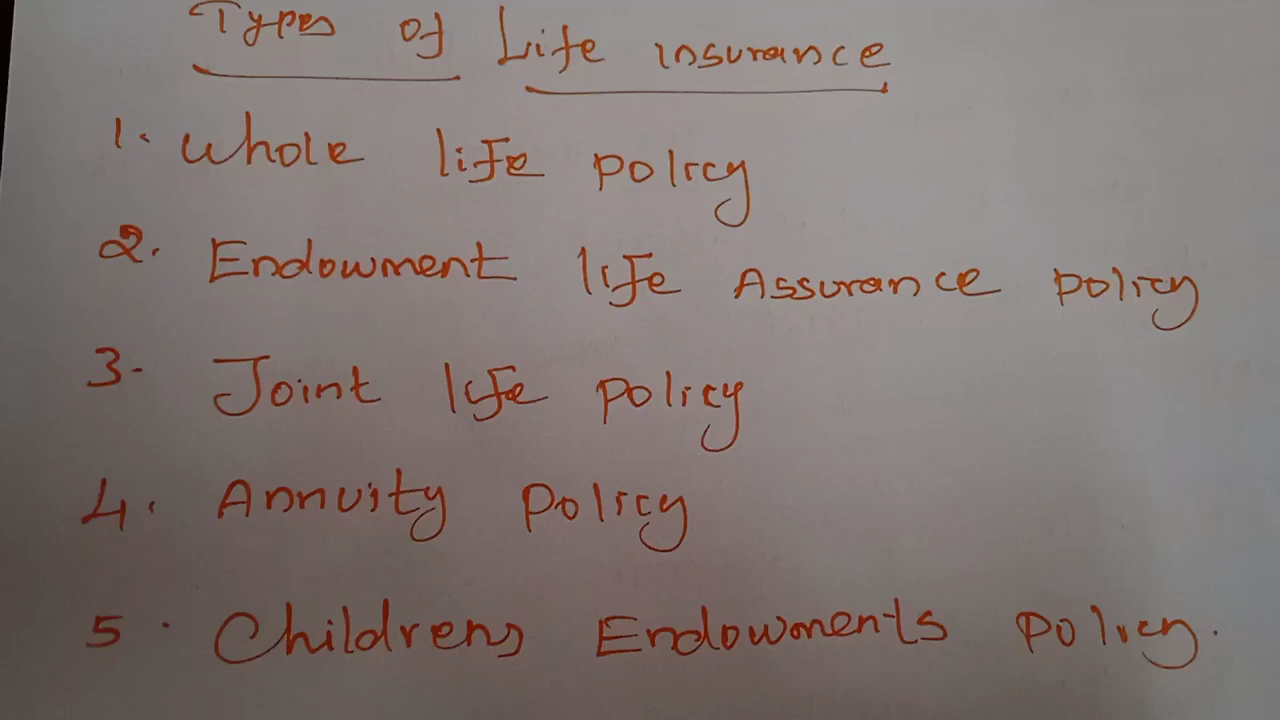 Types of Life insurance
1. Whole life policy
2. Endowment life Assurance policy
3. Joint life policy
4. Annuity policy
5. Childrens Endowments policy.